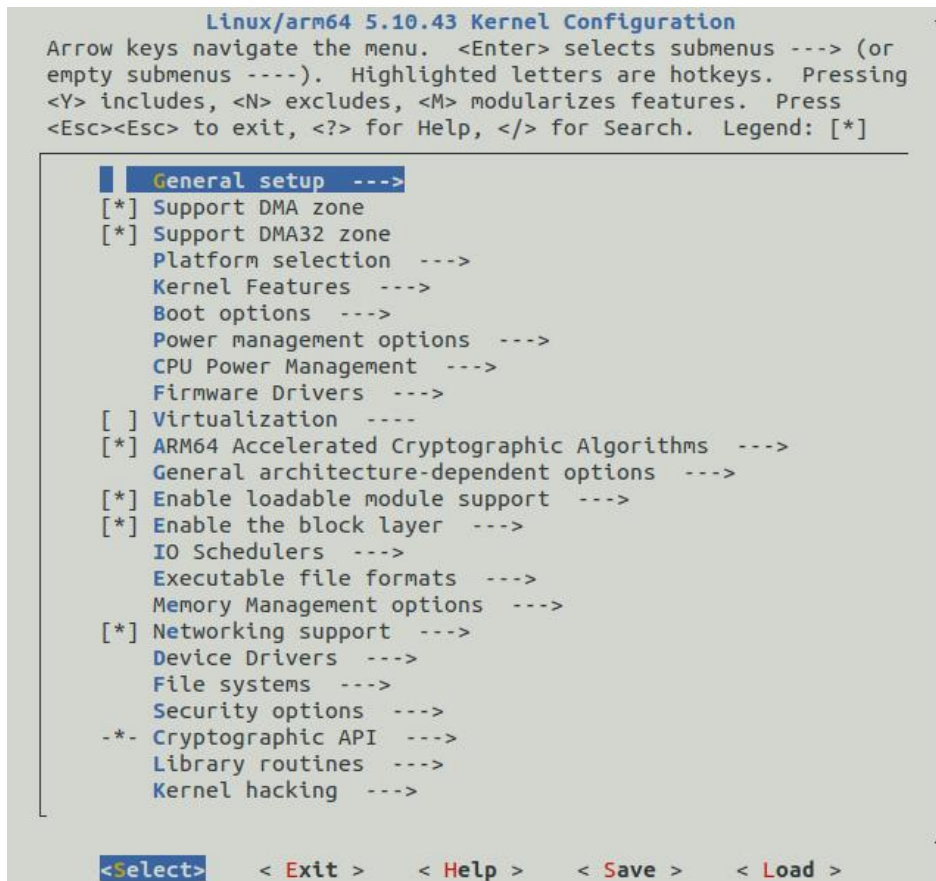 Linux/arm64 5.10.43 Kernel Configuration
Arrow keys navigate the menu.  <Enter> selects submenus ---> (or
empty submenus ----).  Highlighted letters are hotkeys.  Pressing
<Y> includes, <N> excludes, <M> modularizes features.  Press
<Esc><Esc> to exit, <?> for Help, </> for Search.  Legend: [*]
General setup  --->
[*] Support DMA zone
[*] Support DMA32 zone
Platform selection  --->
Kernel Features  --->
Boot options  --->
Power management options  --->
CPU Power Management  --->
Firmware Drivers  --->
[ ] Virtualization  ----
[*] ARM64 Accelerated Cryptographic Algorithms  --->
General architecture-dependent options  --->
[*] Enable loadable module support  --->
[*] Enable the block layer  --->
IO Schedulers  --->
Executable file formats  --->
Memory Management options  --->
[*] Networking support  --->
Device Drivers  --->
File systems  --->
Security options  --->
-*- Cryptographic API  --->
Library routines  --->
Kernel hacking  --->
<Select>    < Exit >    < Help >    < Save >    < Load >